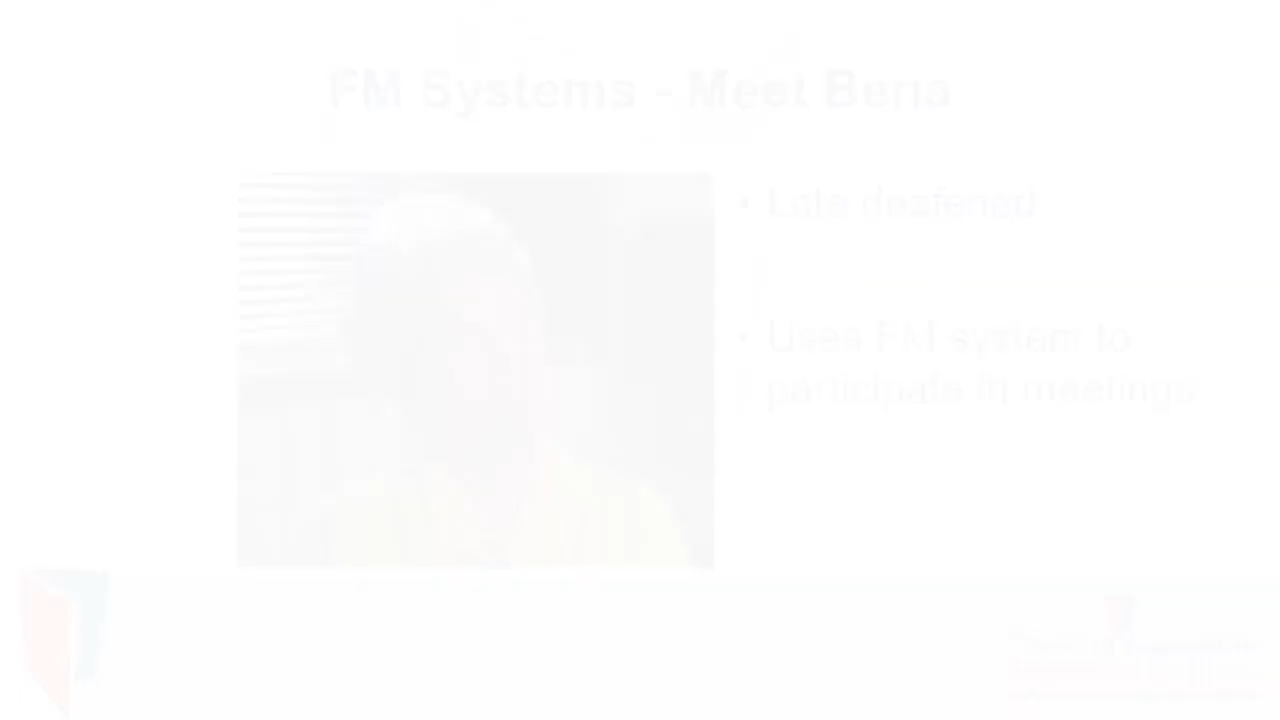 FM Systems - Meet Bena
• Late deafened
• Uses FM system to
participate in meetings